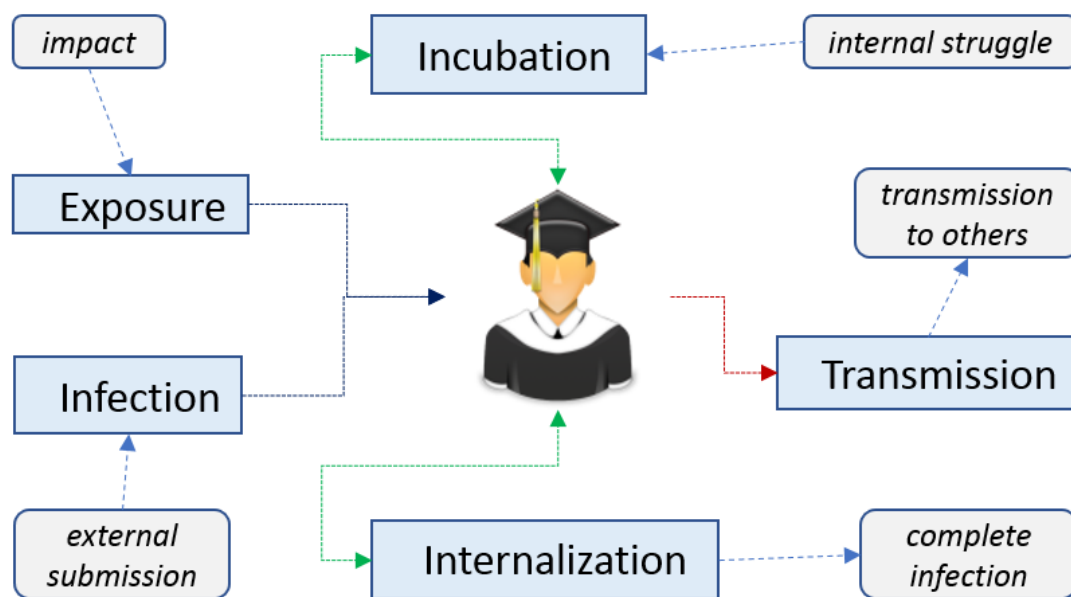 impact
Incubation
internal struggle
Exposure
transmission
to others
Infection
Transmission
external
submission
Internalization
complete
infection